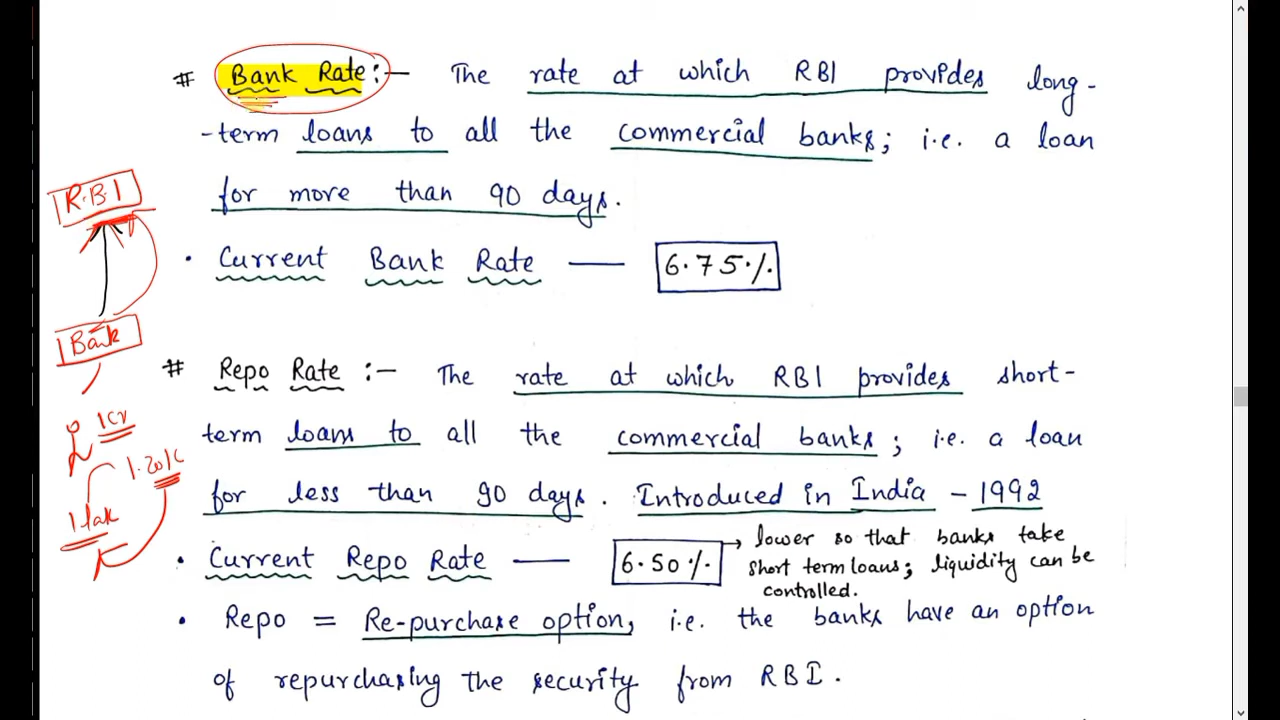 # Bank Rate :- The rate at which RBI provides long-
-term loans to all the commercial banks; i.e. a loan
for more than 90 days.
• Current Bank Rate — 6.75%
R.B.I
Bank
# Repo Rate :- The rate at which RBI provides short-
term loans to all the commercial banks; i.e. a loan
for less than 90 days. Introduced in India - 1992
1 Cr
1.20
1 lak
• Current Repo Rate — 6.50% → lower so that banks take
short term loans; liquidity can be
controlled.
• Repo = Re-purchase option, i.e. the banks have an option
of repurchasing the security from RBI.